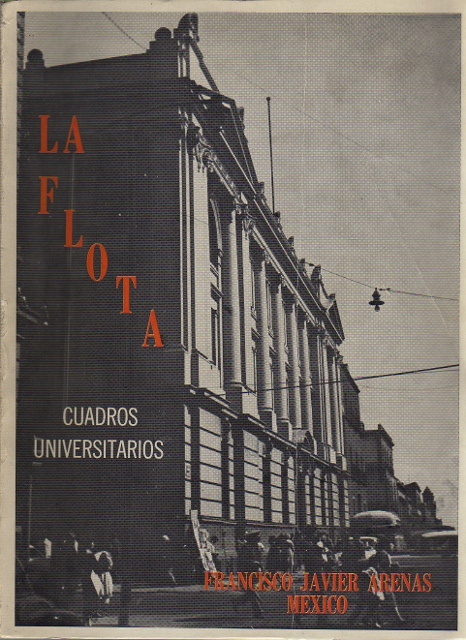 LA
FLOTA
CUADROS
UNIVERSITARIOS
FRANCISCO JAVIER ARENAS
MEXICO